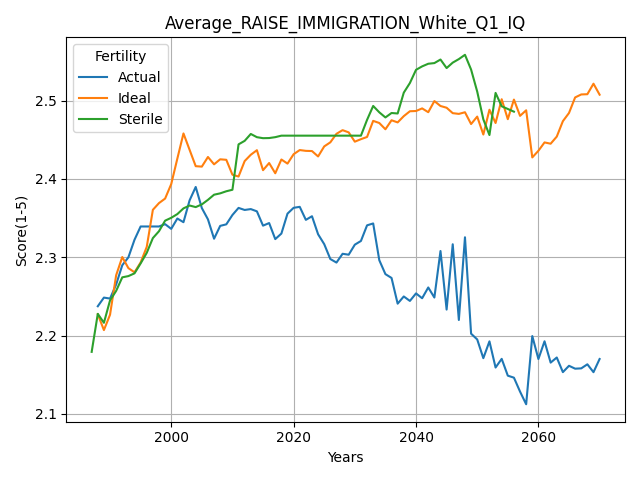 Average_RAISE_IMMIGRATION_White_Q1_IQ
Fertility
Actual
Ideal
Sterile
Score(1-5)
2.5
2.4
2.3
2.2
2.1
2000 2020 2040 2060
Years